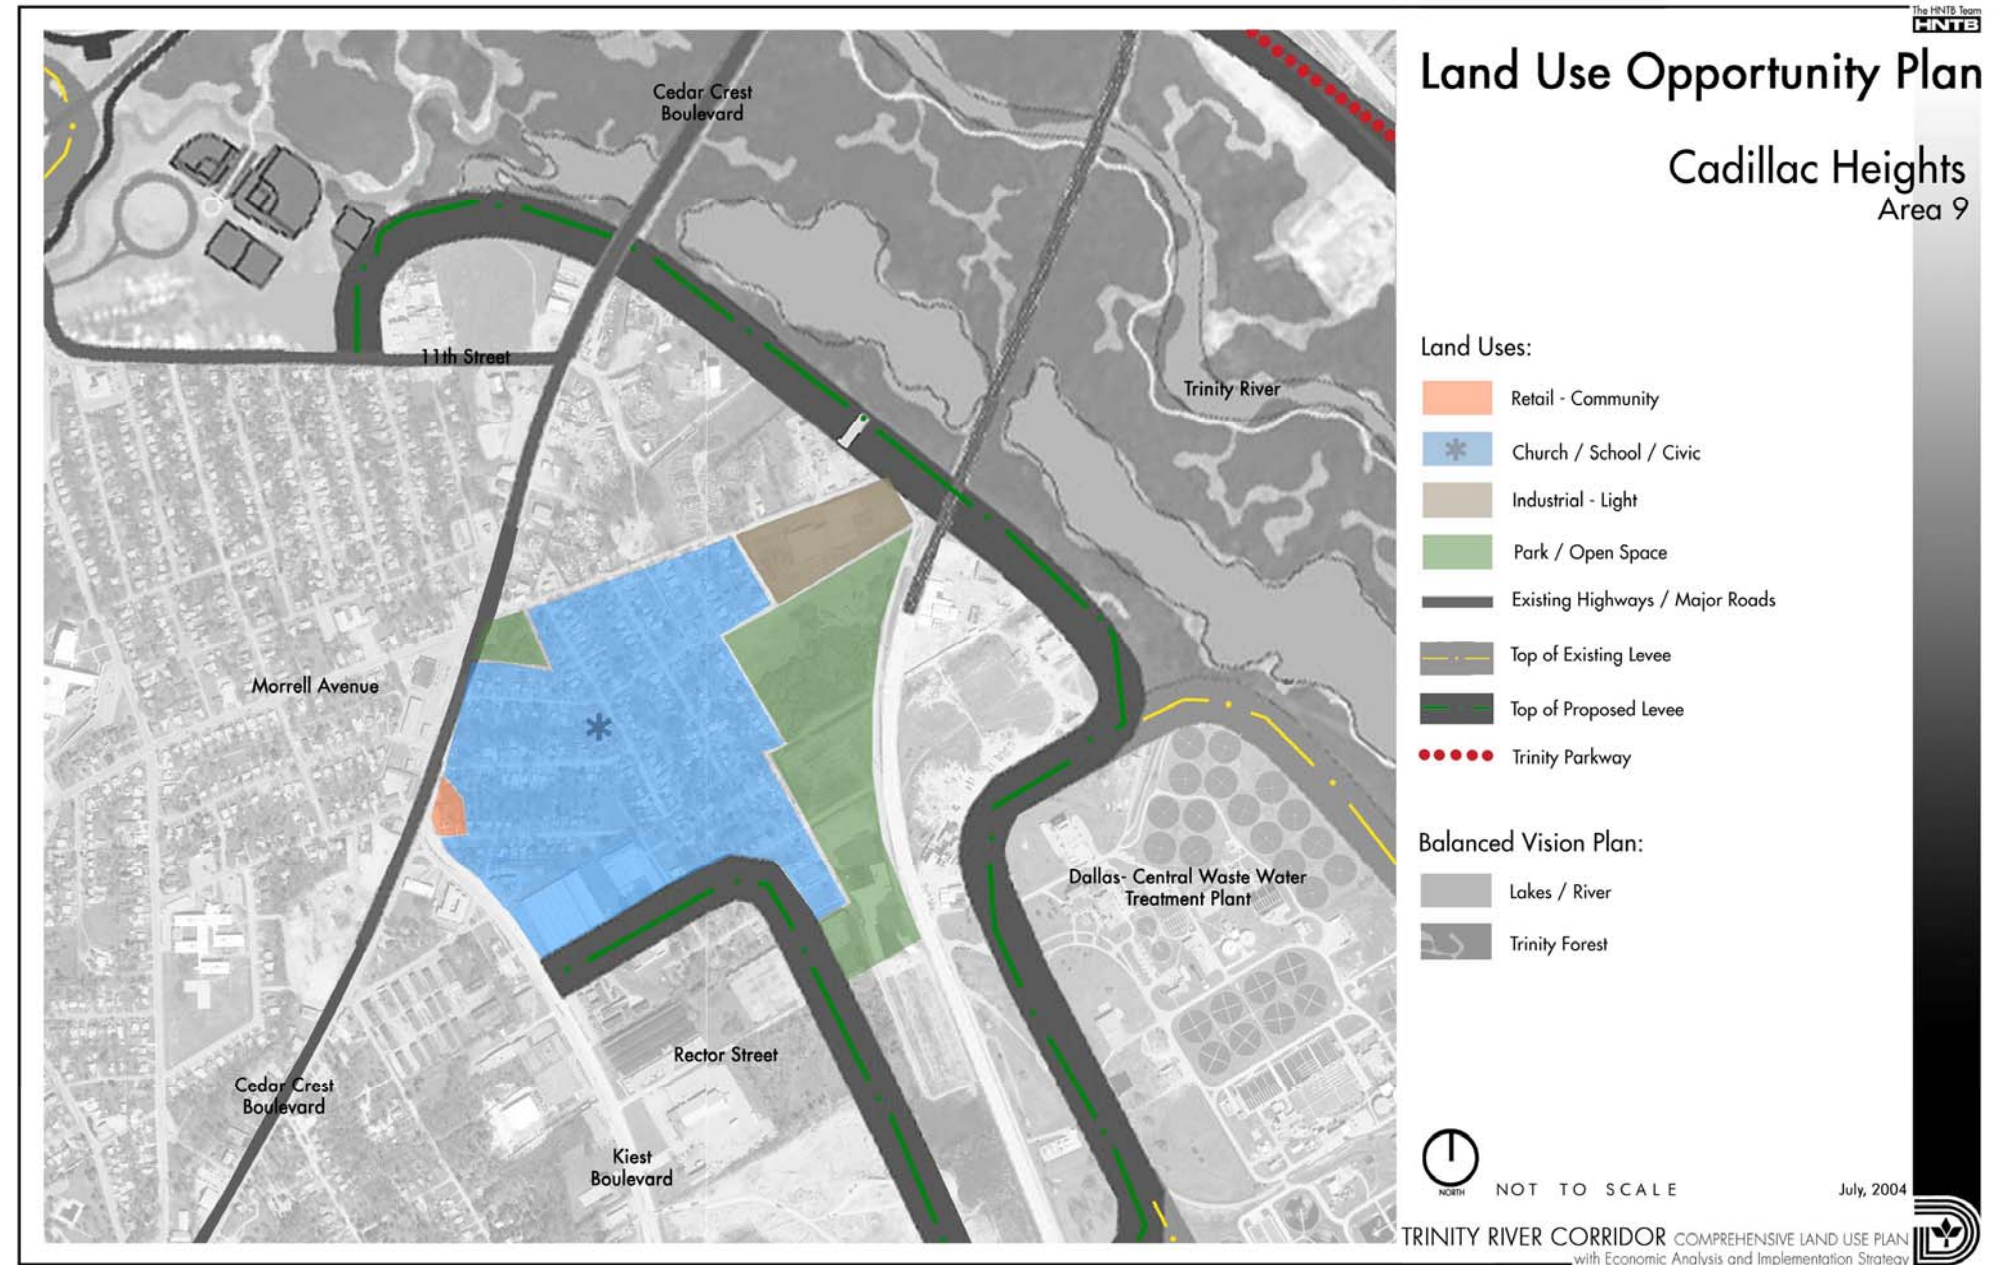 The HNTB Team
HNTB
Land Use Opportunity Plan
Cadillac Heights
Area 9
Cedar Crest
Boulevard
11th Street
Trinity River
Morrell Avenue
Dallas- Central Waste Water
Treatment Plant
Rector Street
Cedar Crest
Boulevard
Kiest
Boulevard
Land Uses:
Retail - Community
Church / School / Civic
Industrial - Light
Park / Open Space
Existing Highways / Major Roads
Top of Existing Levee
Top of Proposed Levee
Trinity Parkway
Balanced Vision Plan:
Lakes / River
Trinity Forest
NORTH
NOT TO SCALE
July, 2004
TRINITY RIVER CORRIDOR COMPREHENSIVE LAND USE PLAN
with Economic Analysis and Implementation Strategy